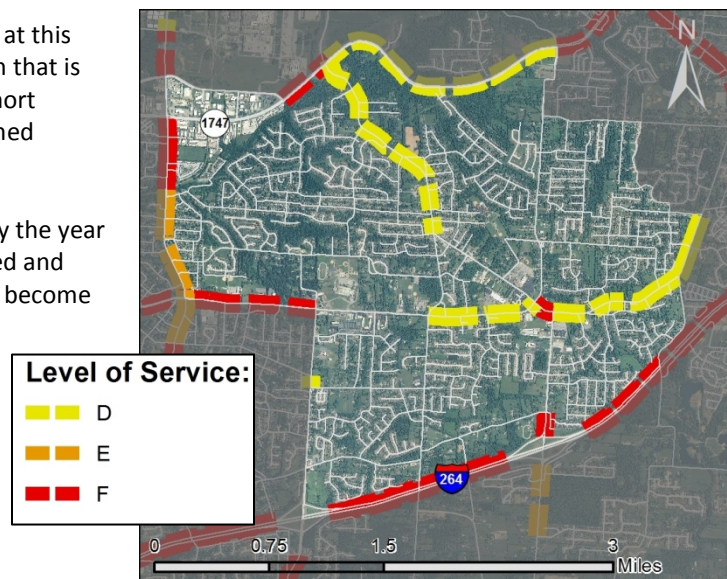 at this
that is
hort
ned
y the year
ed and
become
N
1747
Level of Service:
D
E
F
264
0 0.75 1.5 3
Miles